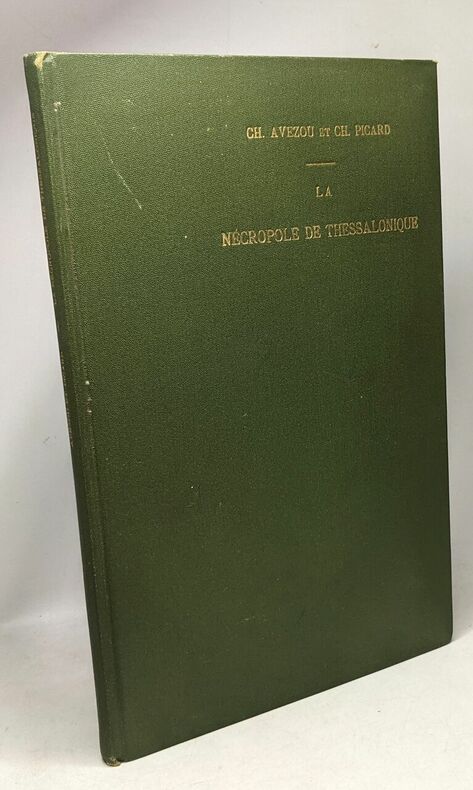 CH. AVEZOU ET CH. PICARD
LA
NÉCROPOLE DE THESSALONIQUE